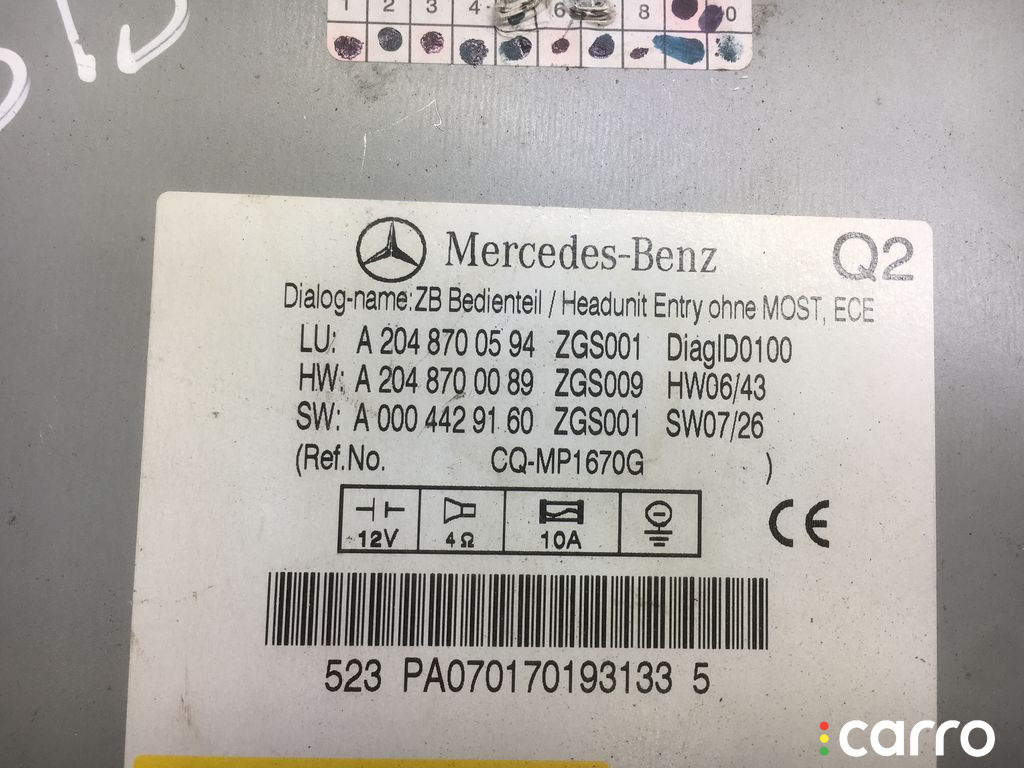 1 2 3 4 6 8 10
Mercedes-Benz
Q2
Dialog-name: ZB Bedienteil / Headunit Entry ohne MOST, ECE
LU: A 204 870 05 94 ZGS001 DiagID0100
HW: A 204 870 00 89 ZGS009 HW06/43
SW: A 000 442 91 60 ZGS001 SW07/26
(Ref.No. CQ-MP1670G )
12V 4Ω 10A
CE
523 PA070170193133 5
carro